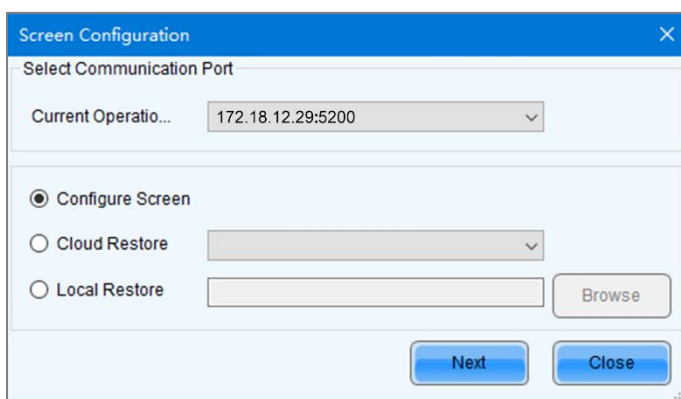 Screen Configuration
Select Communication Port
Current Operatio... 172.18.12.29:5200
Configure Screen
Cloud Restore
Local Restore Browse
Next Close